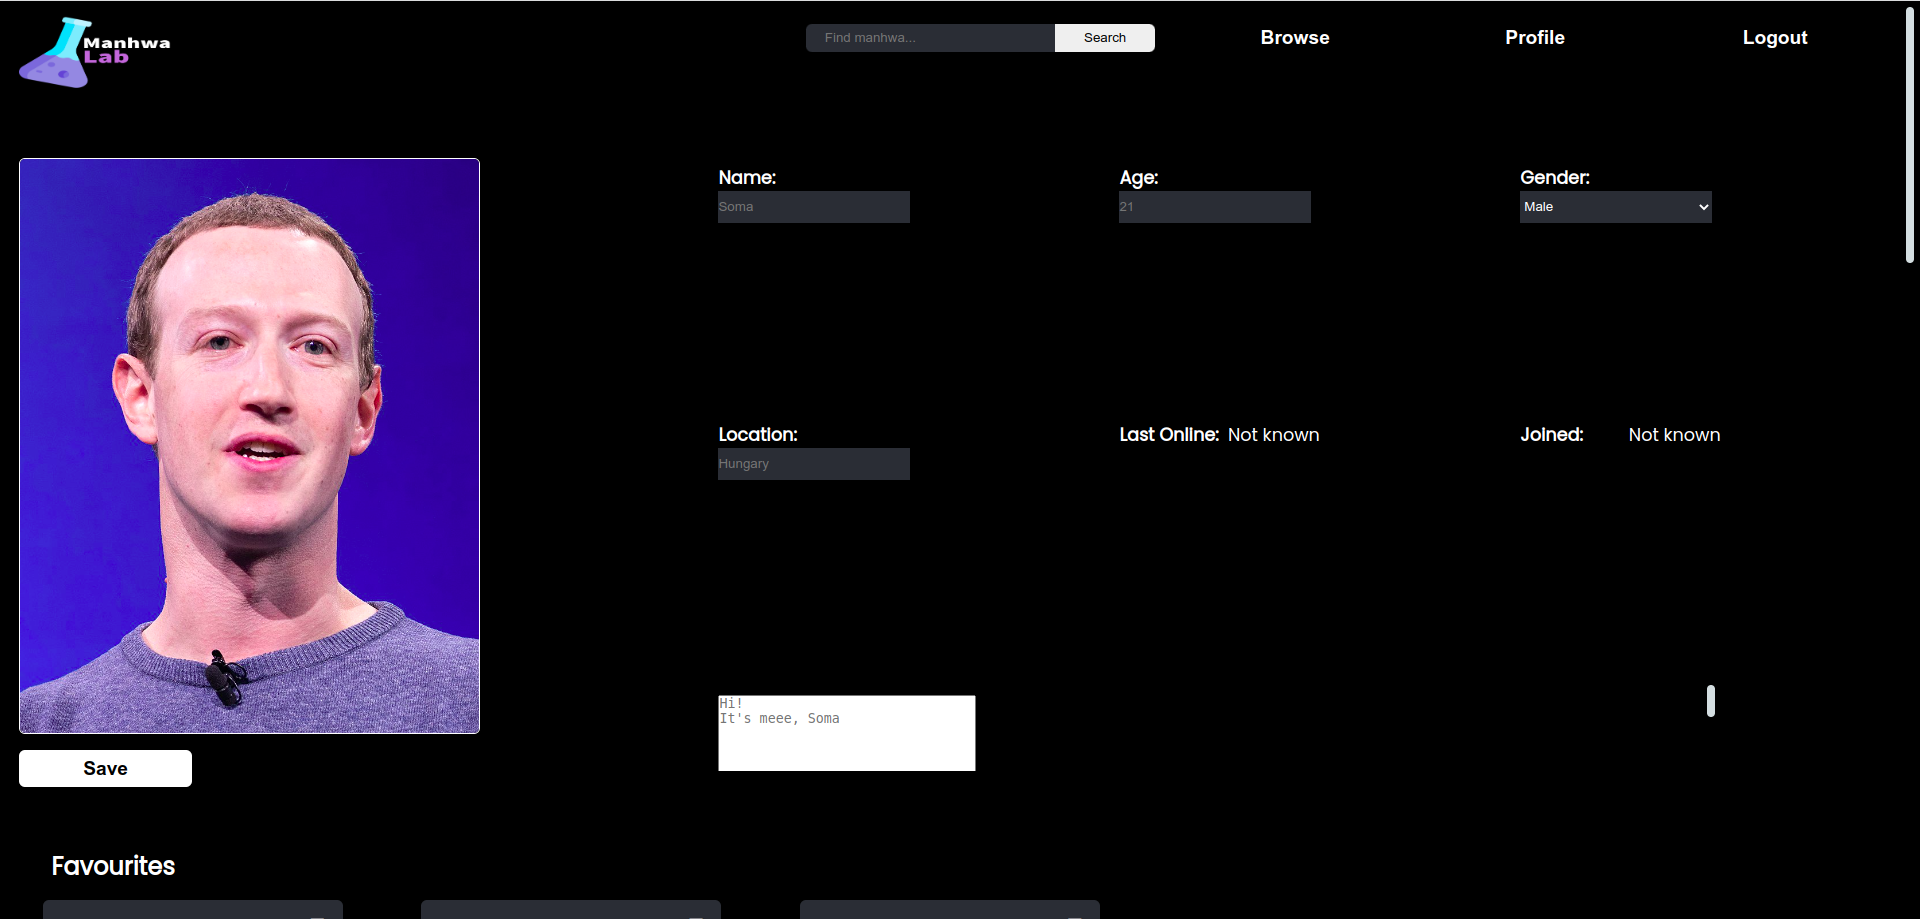 Manhwa
Lab
Find manhwa...
Search
Browse
Profile
Logout
Name:
Age:
Gender:
Soma
21
Male
Location:
Last Online: Not known
Joined: Not known
Hungary
Hi!
It's meee, Soma
Save
Favourites